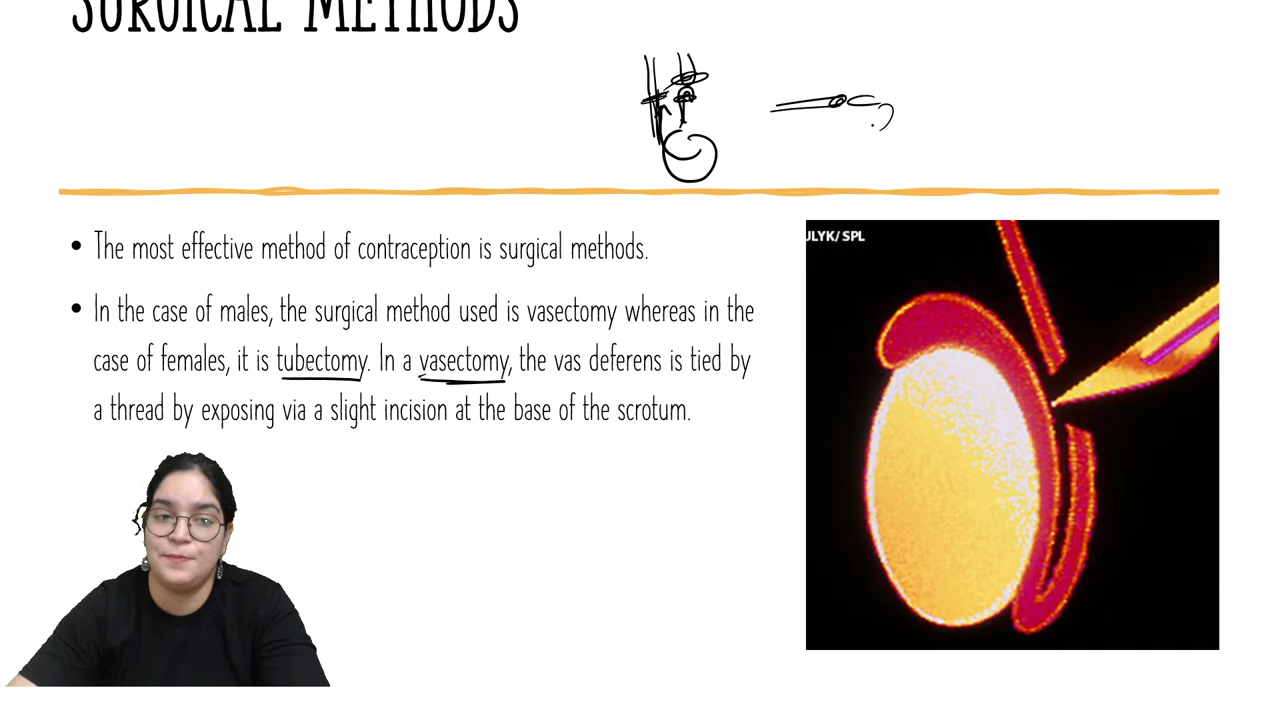 SURGICAL METHODS
• The most effective method of contraception is surgical methods.
• In the case of males, the surgical method used is vasectomy whereas in the
case of females, it is tubectomy. In a vasectomy, the vas deferens is tied by
a thread by exposing via a slight incision at the base of the scrotum.
JLYK/ SPL